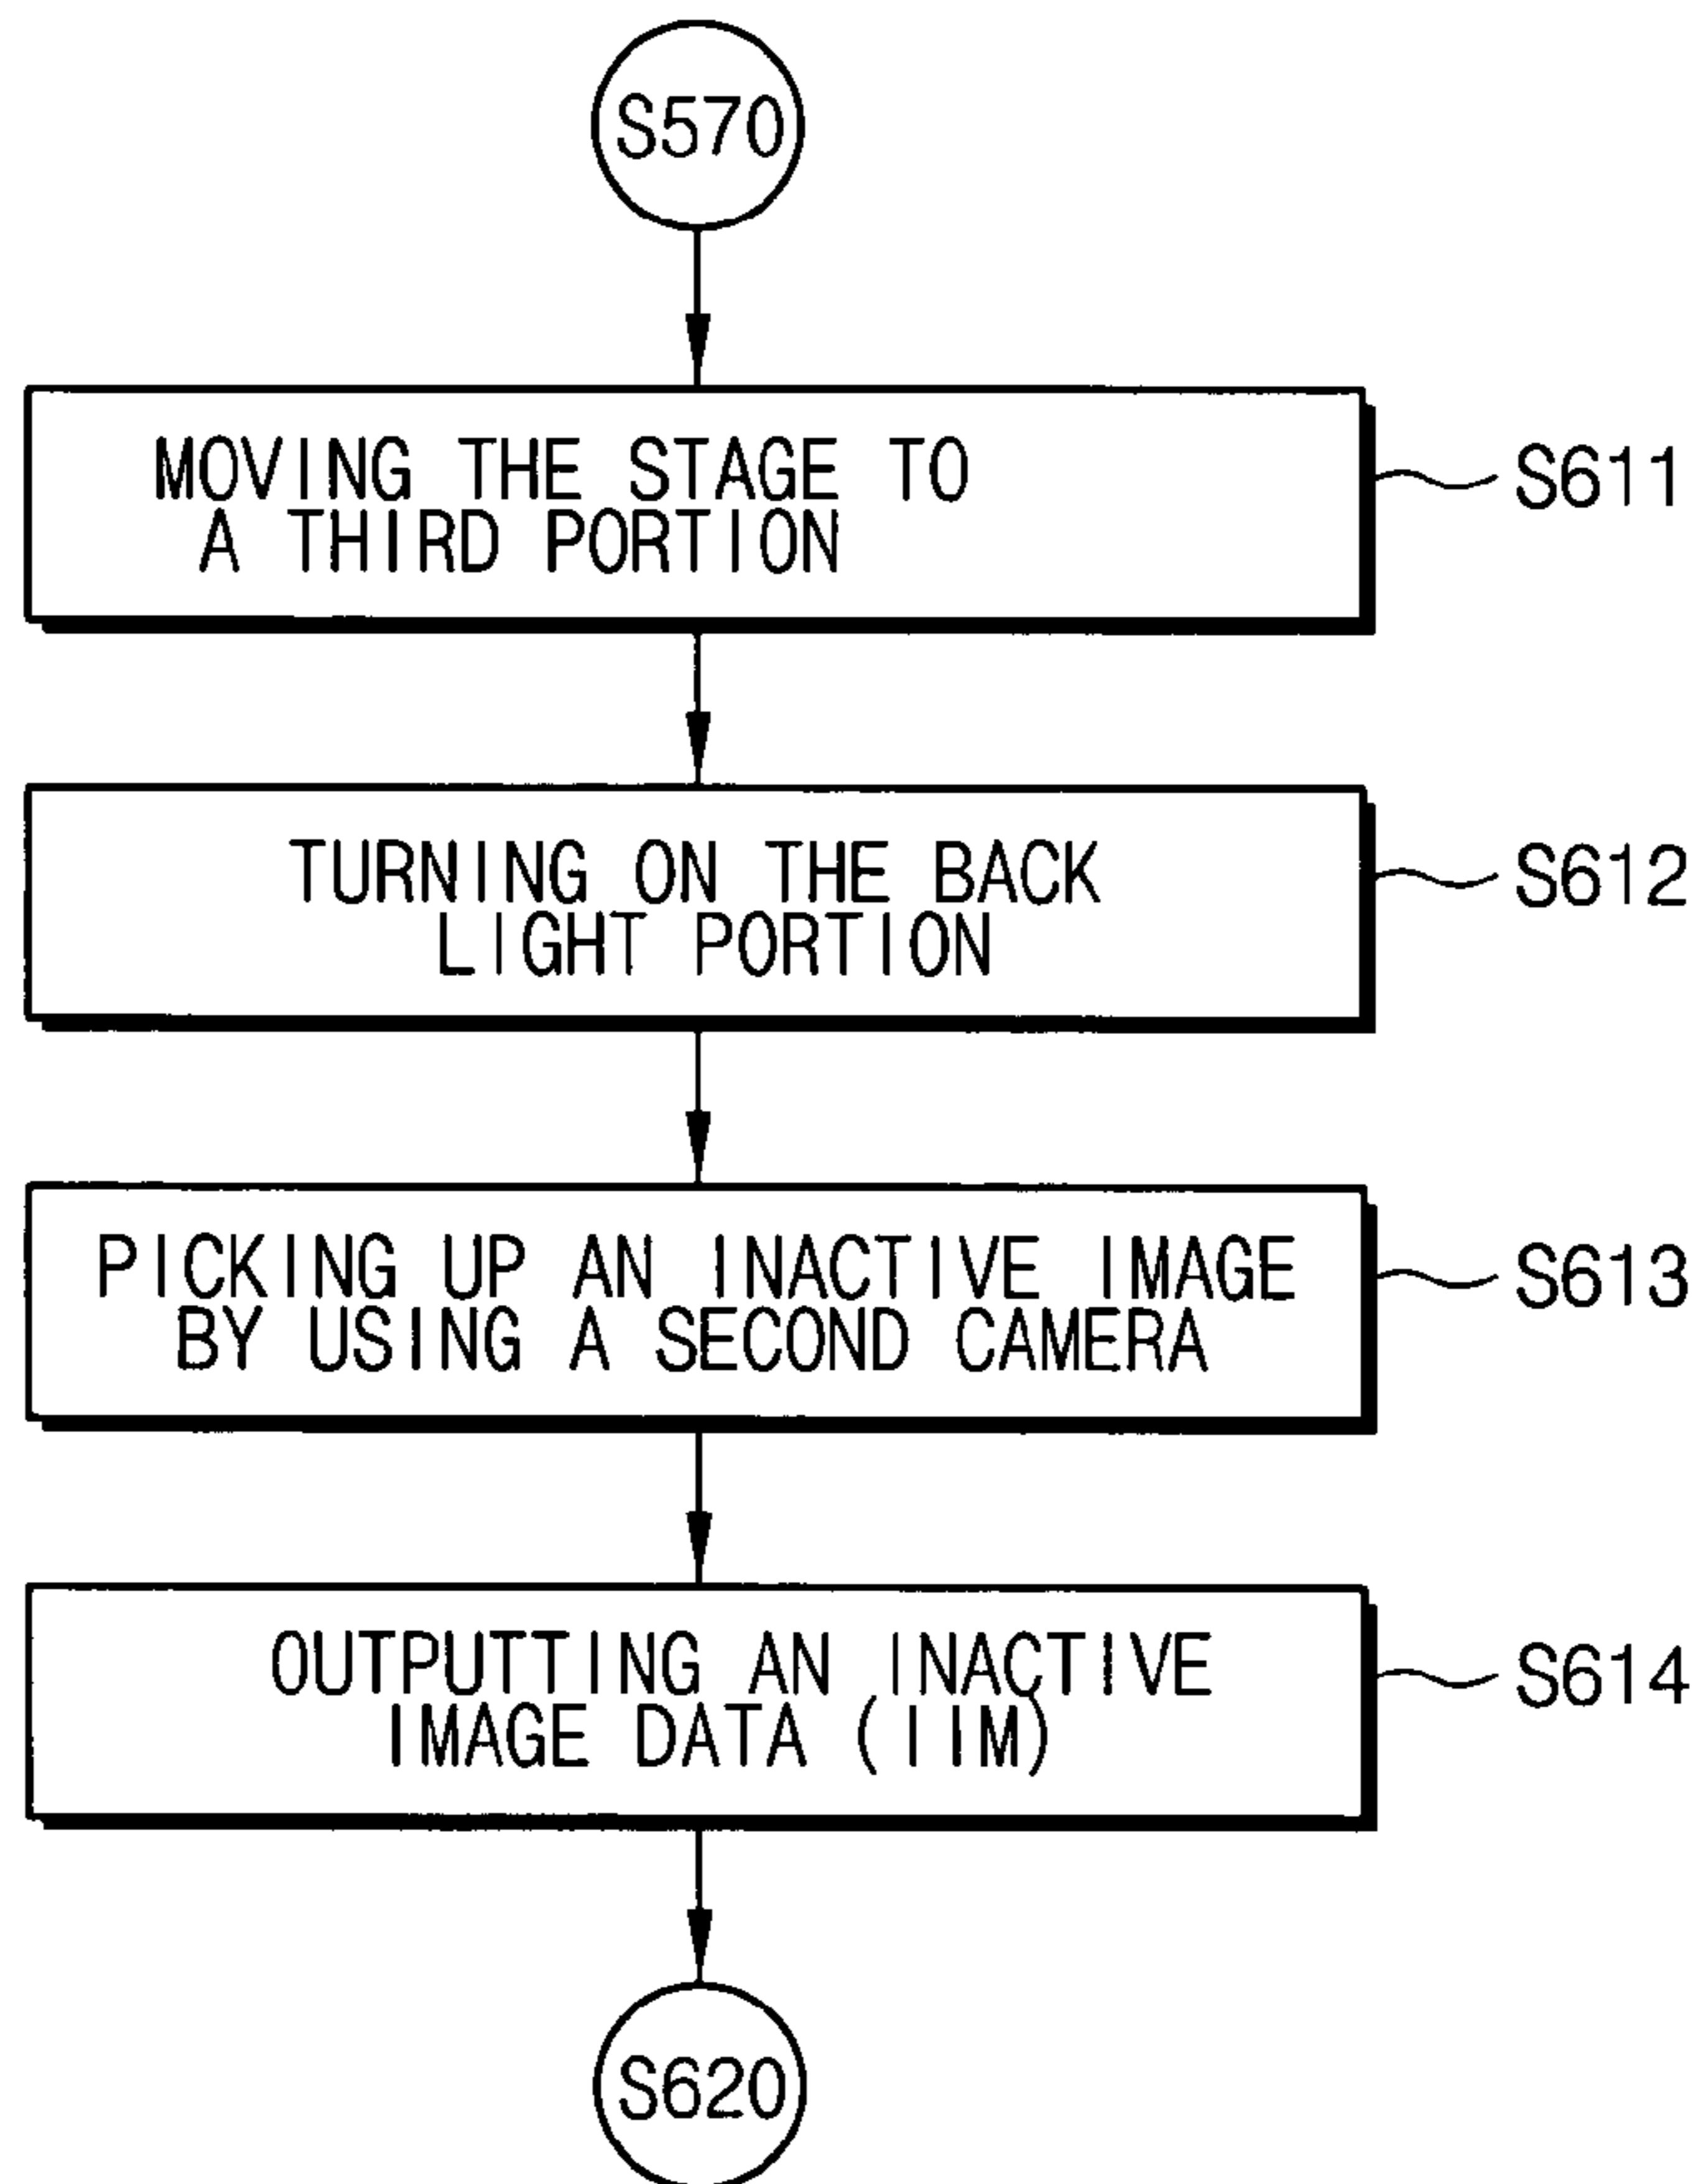 S570
MOVING THE STAGE TO
A THIRD PORTION
S611
TURNING ON THE BACK
LIGHT PORTION
S612
PICKING UP AN INACTIVE IMAGE
BY USING A SECOND CAMERA
S613
OUTPUTTING AN INACTIVE
IMAGE DATA (IIM)
S614
S620